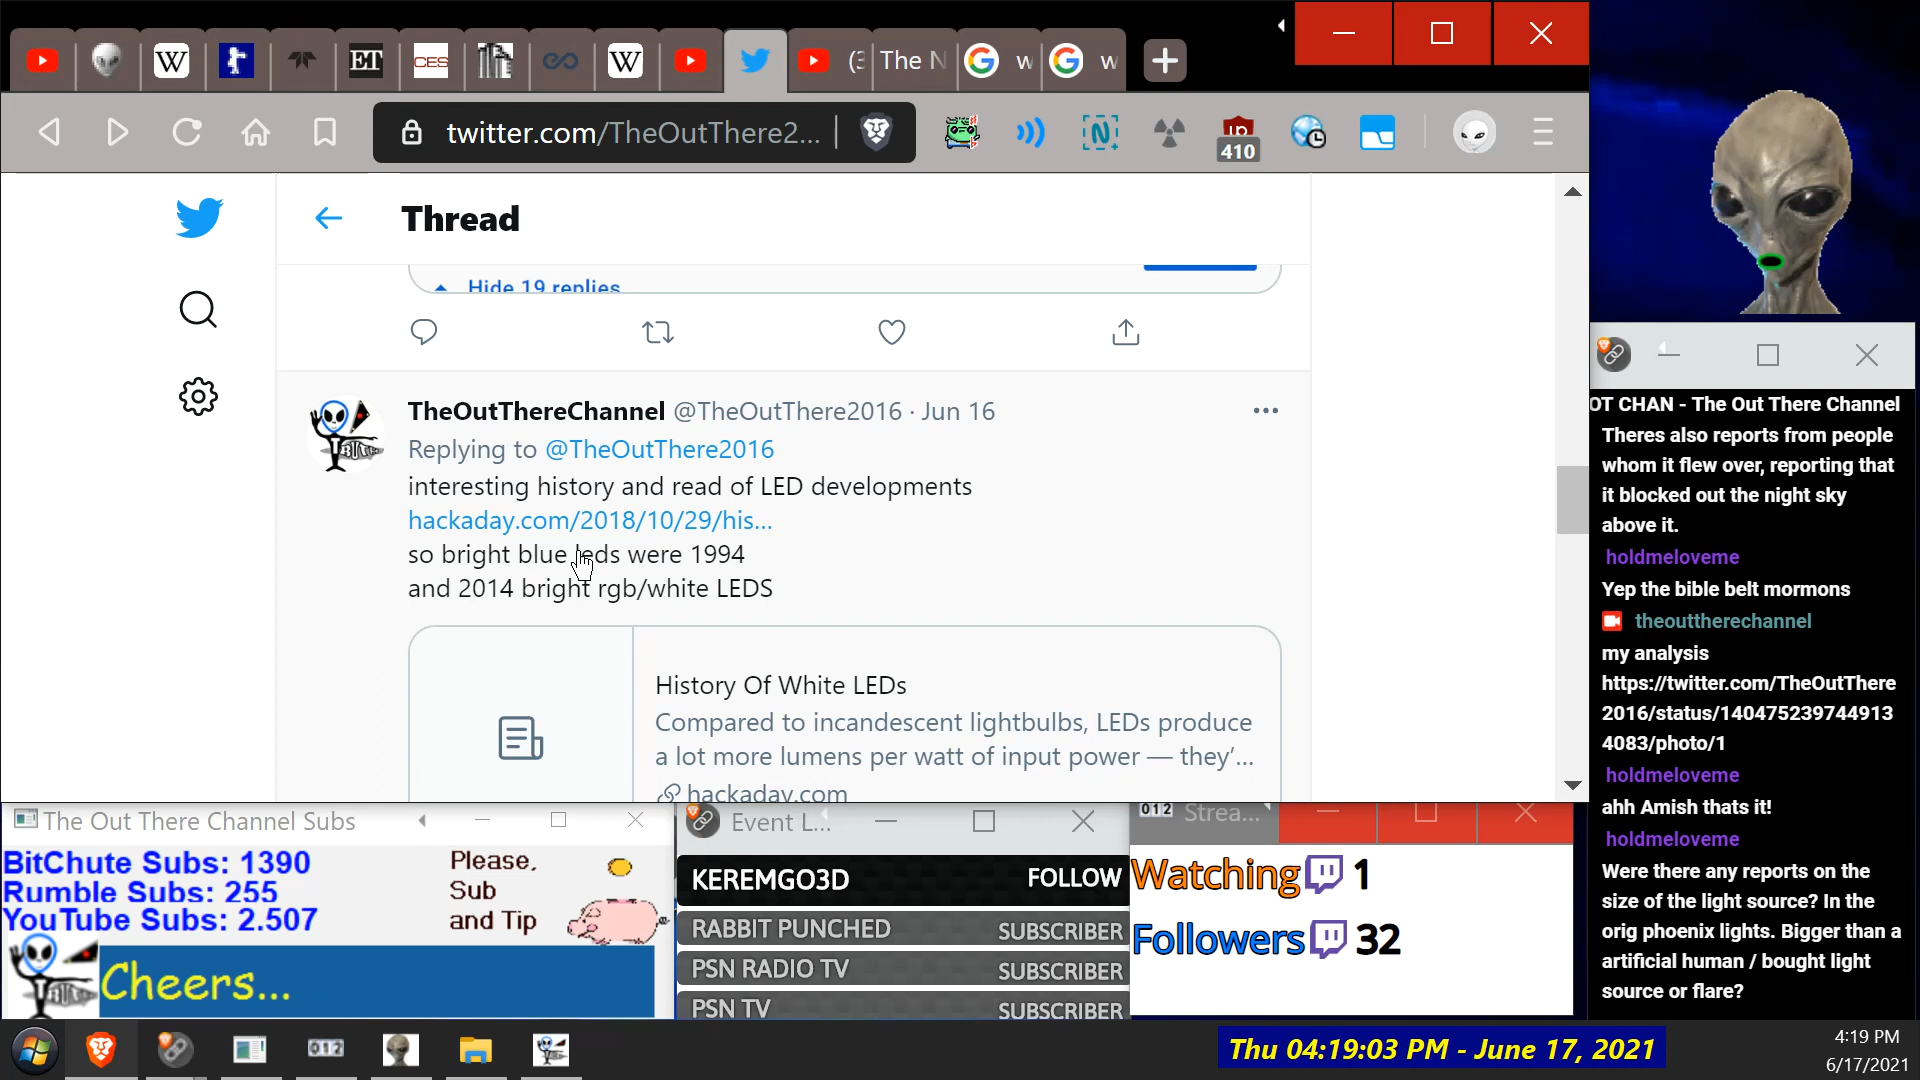 W
ET
CES
W
(3
The N
G w
G w
twitter.com/TheOutThere2...
410
Thread
Hide 19 replies
TheOutThereChannel @TheOutThere2016 · Jun 16
Replying to @TheOutThere2016
interesting history and read of LED developments
hackaday.com/2018/10/29/his...
so bright blue leds were 1994
and 2014 bright rgb/white LEDS
History Of White LEDs
Compared to incandescent lightbulbs, LEDs produce
a lot more lumens per watt of input power — they'...
hackaday.com
OT CHAN - The Out There Channel
Theres also reports from people
whom it flew over, reporting that
it blocked out the night sky
above it.
holdmeloveme
Yep the bible belt mormons
theouttherechannel
my analysis
https://twitter.com/TheOutThere
2016/status/140475239744913
4083/photo/1
holdmeloveme
ahh Amish thats it!
holdmeloveme
Were there any reports on the
size of the light source? In the
orig phoenix lights. Bigger than a
artificial human / bought light
source or flare?
The Out There Channel Subs
BitChute Subs: 1390
Rumble Subs: 255
YouTube Subs: 2.507
Please,
Sub
and Tip
Cheers...
Event L...
KEREMGO3D FOLLOW
RABBIT PUNCHED SUBSCRIBER
PSN RADIO TV SUBSCRIBER
PSN TV SUBSCRIBER
012 Strea...
Watching 1
Followers 32
012
Thu 04:19:03 PM - June 17, 2021
4:19 PM
6/17/2021